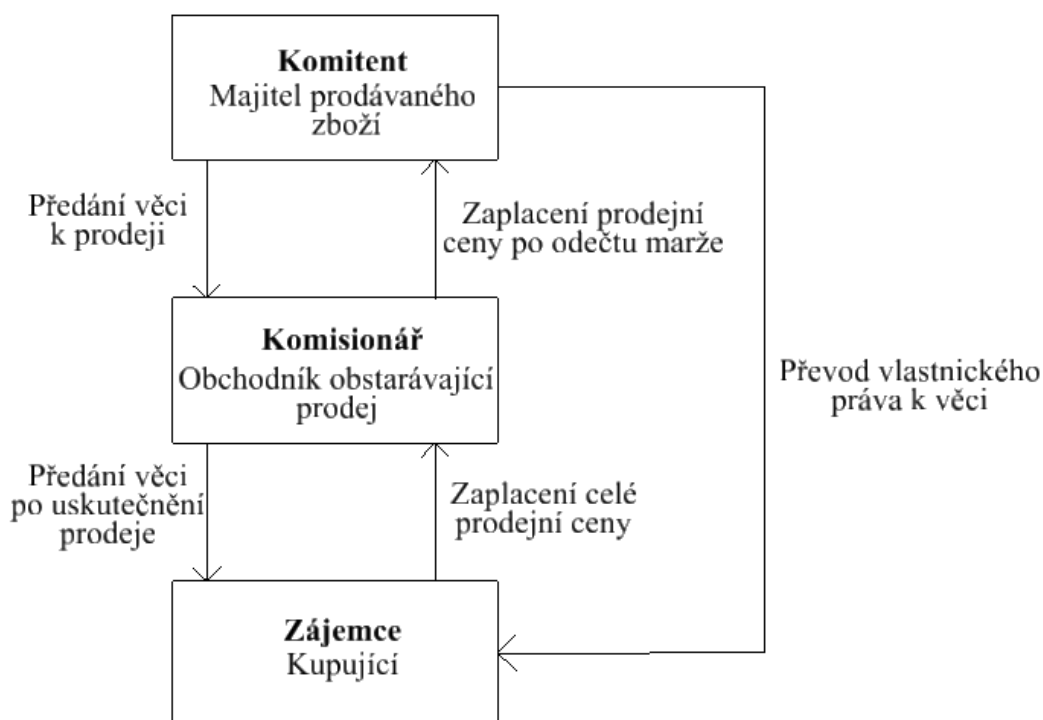 Komitent
Majitel prodávaného
zboží
Předání věci
k prodeji
Zaplacení prodejní
ceny po odečtu marže
Komisionář
Obchodník obstarávající
prodej
Převod vlastnického
práva k věci
Předání věci
po uskutečnění
prodeje
Zaplacení celé
prodejní ceny
Zájemce
Kupující